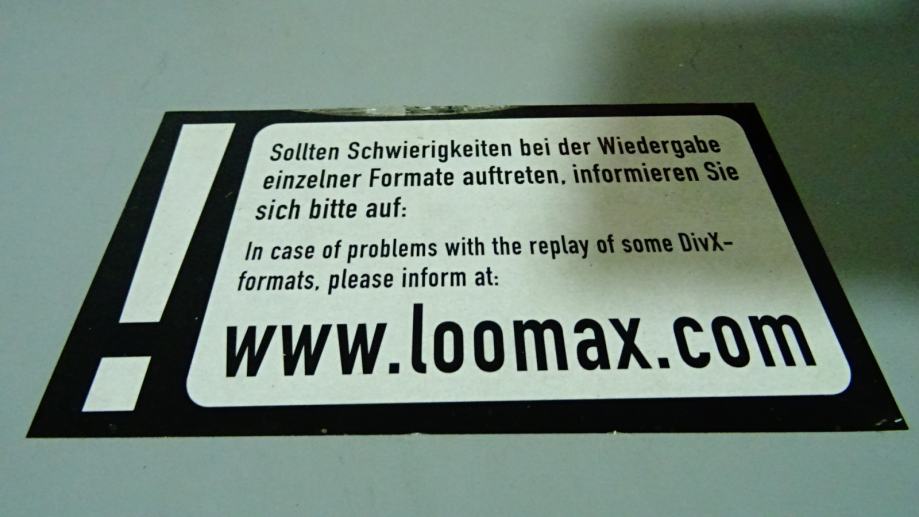 Sollten Schwierigkeiten bei der Wiedergabe
einzelner Formate auftreten, informieren Sie
sich bitte auf:
In case of problems with the replay of some DivX-
formats, please inform at:
www.loomax.com